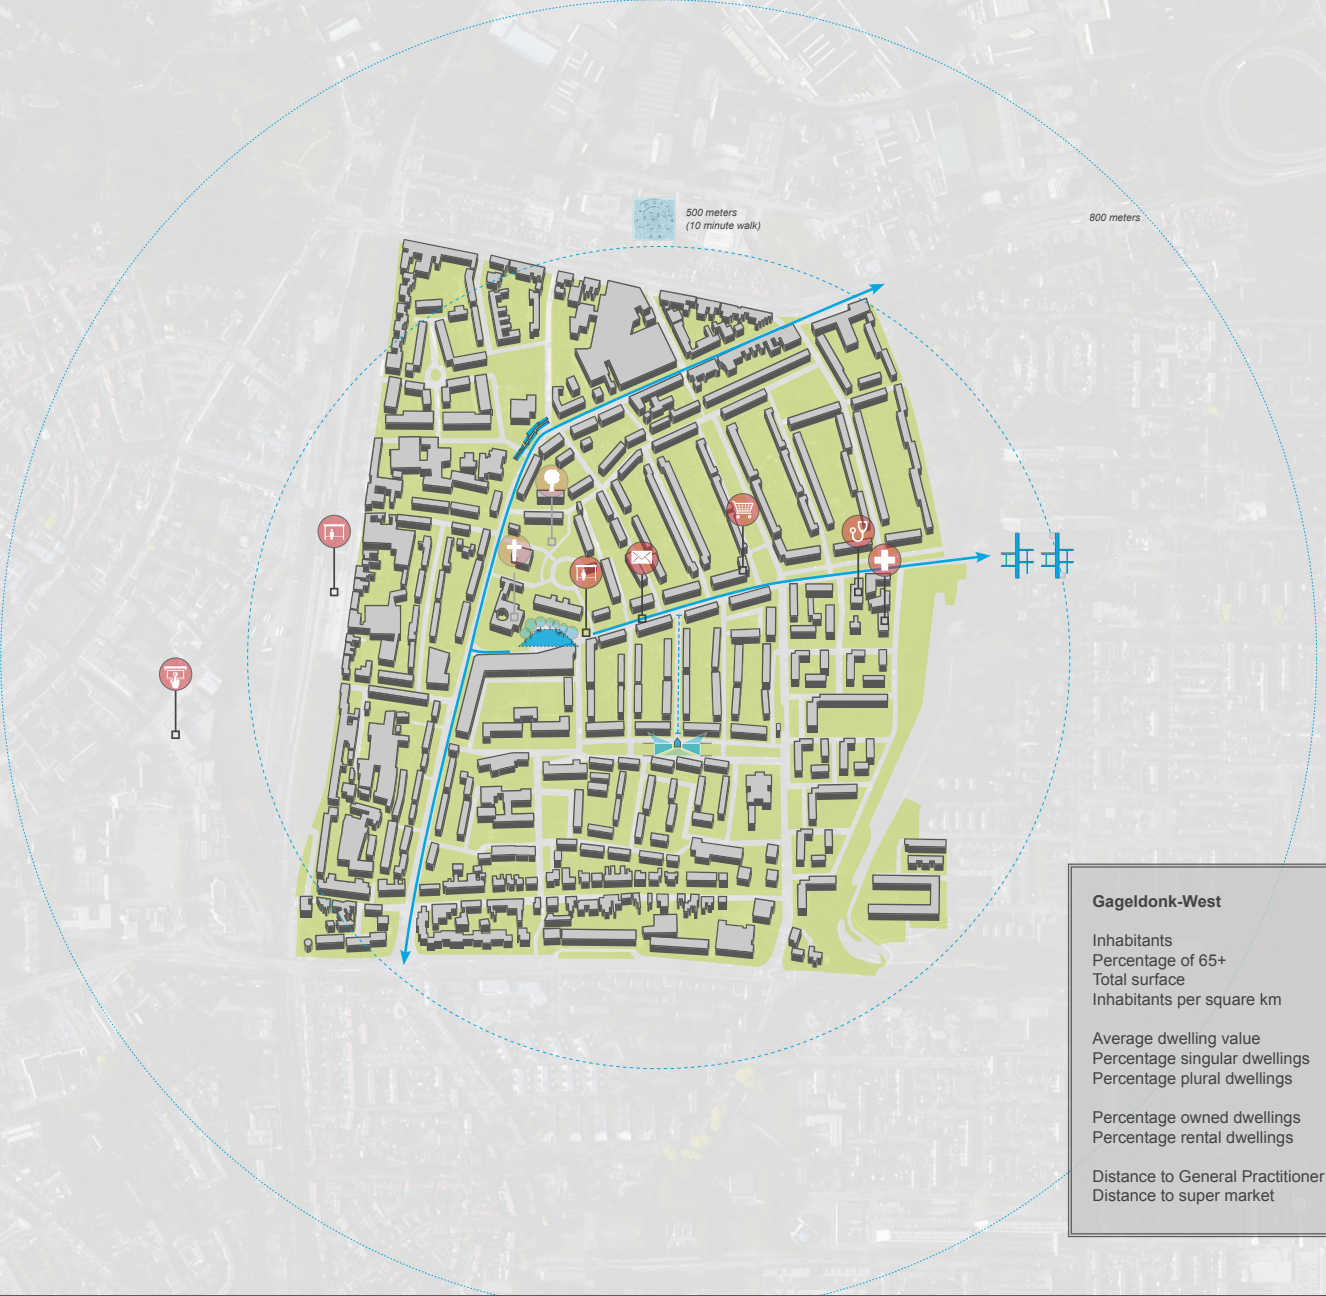 500 meters
(10 minute walk)
800 meters
Gageldonk-West
Inhabitants
Percentage of 65+
Total surface
Inhabitants per square km
Average dwelling value
Percentage singular dwellings
Percentage plural dwellings
Percentage owned dwellings
Percentage rental dwellings
Distance to General Practitioner
Distance to super market